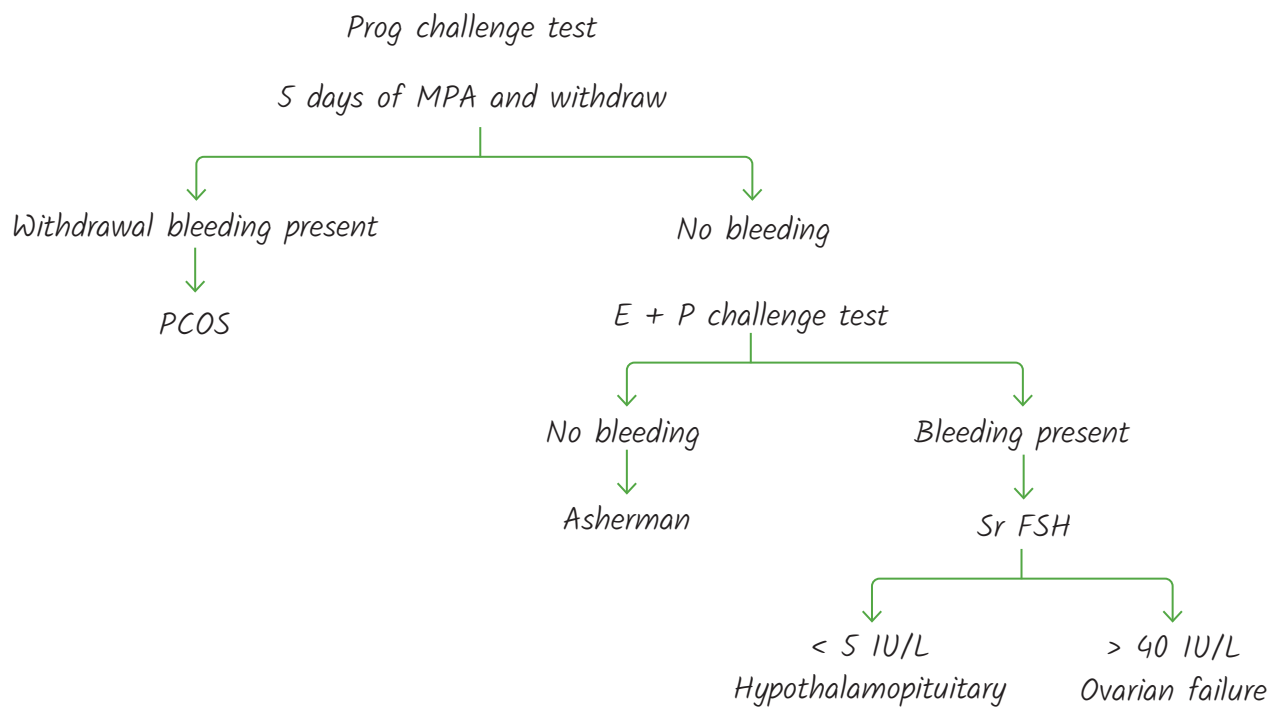 Prog challenge test
5 days of MPA and withdraw
Withdrawal bleeding present
No bleeding
PCOS
E + P challenge test
No bleeding
Bleeding present
Asherman
Sr FSH
< 5 IU/L
Hypothalamopituitary
> 40 IU/L
Ovarian failure